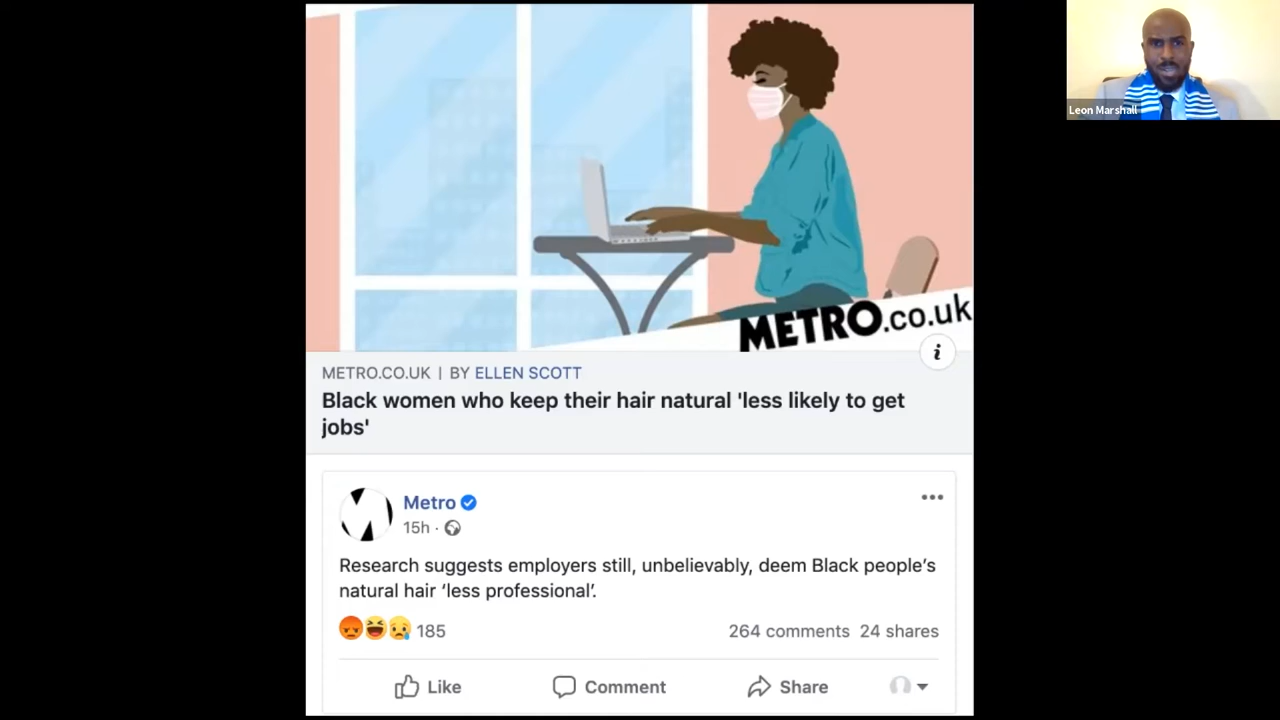 Leon Marshall
METRO.co.uk
i
METRO.CO.UK | BY ELLEN SCOTT
Black women who keep their hair natural 'less likely to get
jobs'
Metro
15h ·
Research suggests employers still, unbelievably, deem Black people's
natural hair ‘less professional’.
185
264 comments 24 shares
Like
Comment
Share